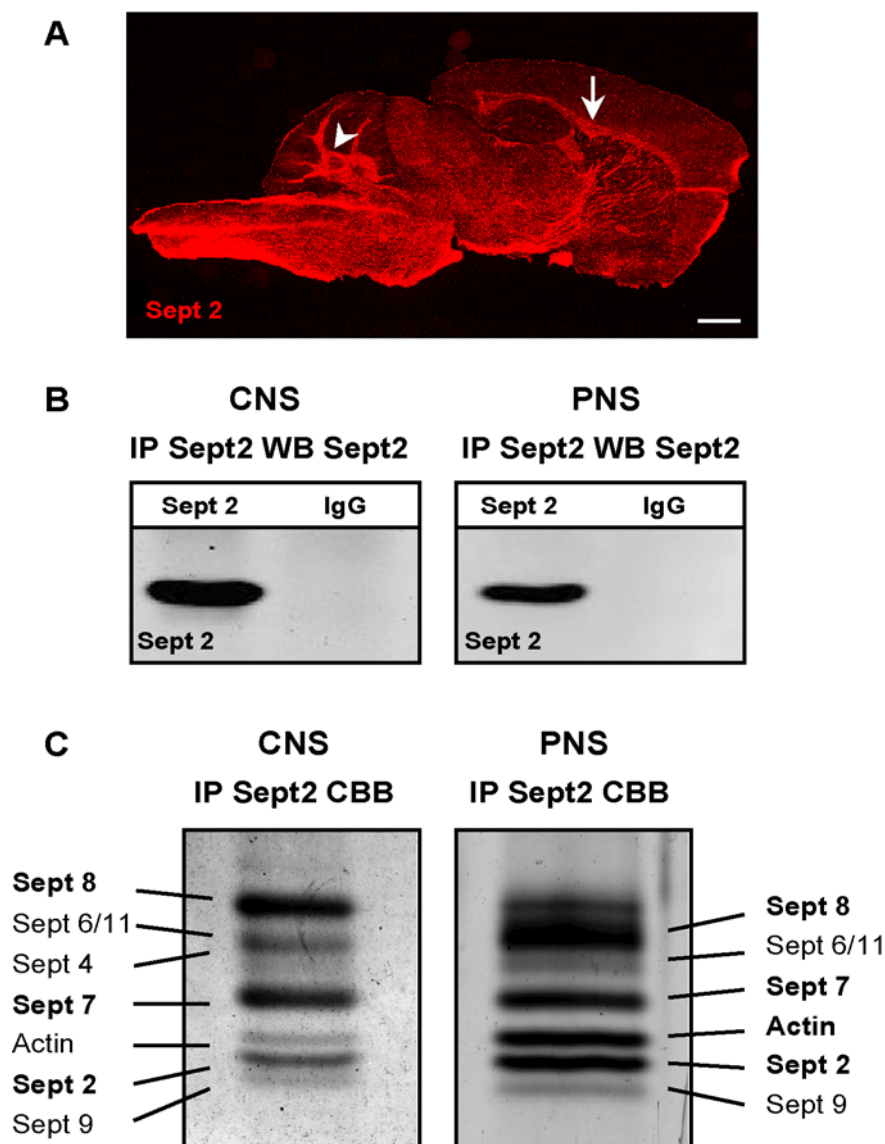 A
Sept 2
B
CNS
IP Sept2 WB Sept2
Sept 2 IgG
Sept 2
PNS
IP Sept2 WB Sept2
Sept 2 IgG
Sept 2
C
CNS
IP Sept2 CBB
Sept 8
Sept 6/11
Sept 4
Sept 7
Actin
Sept 2
Sept 9
PNS
IP Sept2 CBB
Sept 8
Sept 6/11
Sept 7
Actin
Sept 2
Sept 9